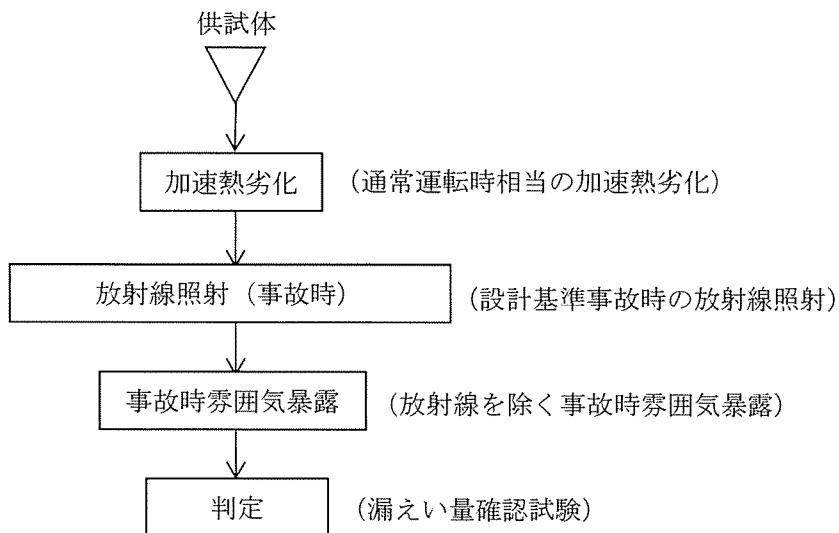 供試体
加速熱劣化 (通常運転時相当の加速熱劣化)
放射線照射 (事故時) (設計基準事故時の放射線照射)
事故時雰囲気暴露 (放射線を除く事故時雰囲気暴露)
判定 (漏えい量確認試験)